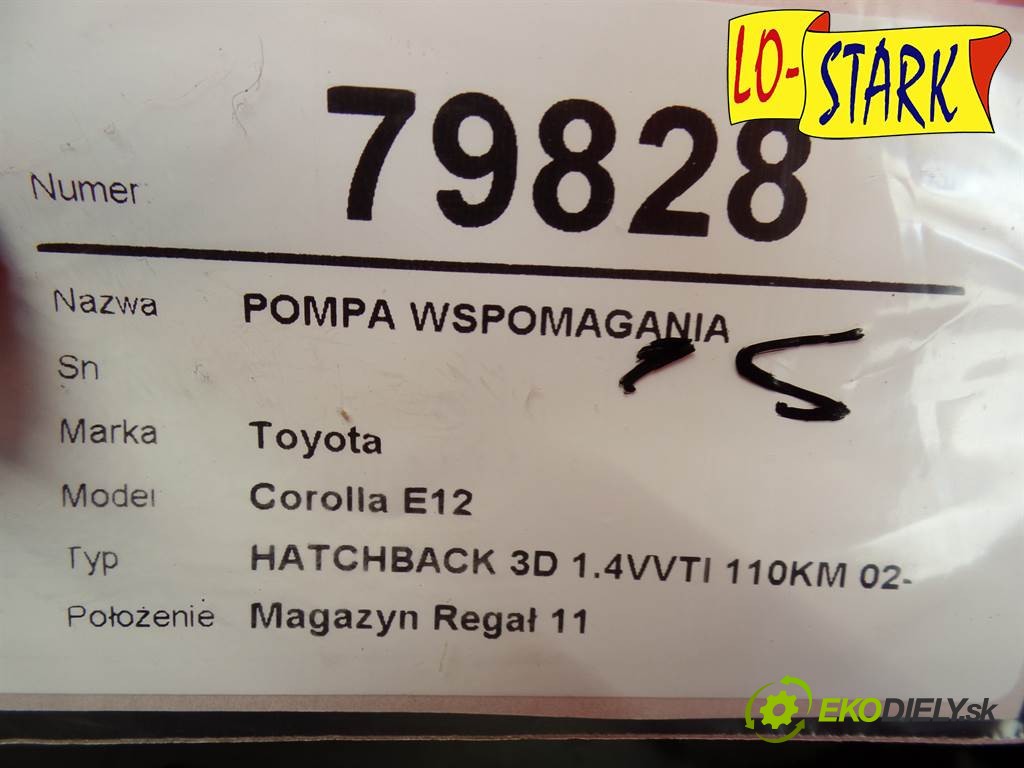 LO-STARK
Numer 79828
Nazwa POMPA WSPOMAGANIA
Sn
Marka Toyota
Model Corolla E12
Typ HATCHBACK 3D 1.4VVTI 110KM 02-
Położenie Magazyn Regał 11
EKODIELY.sk